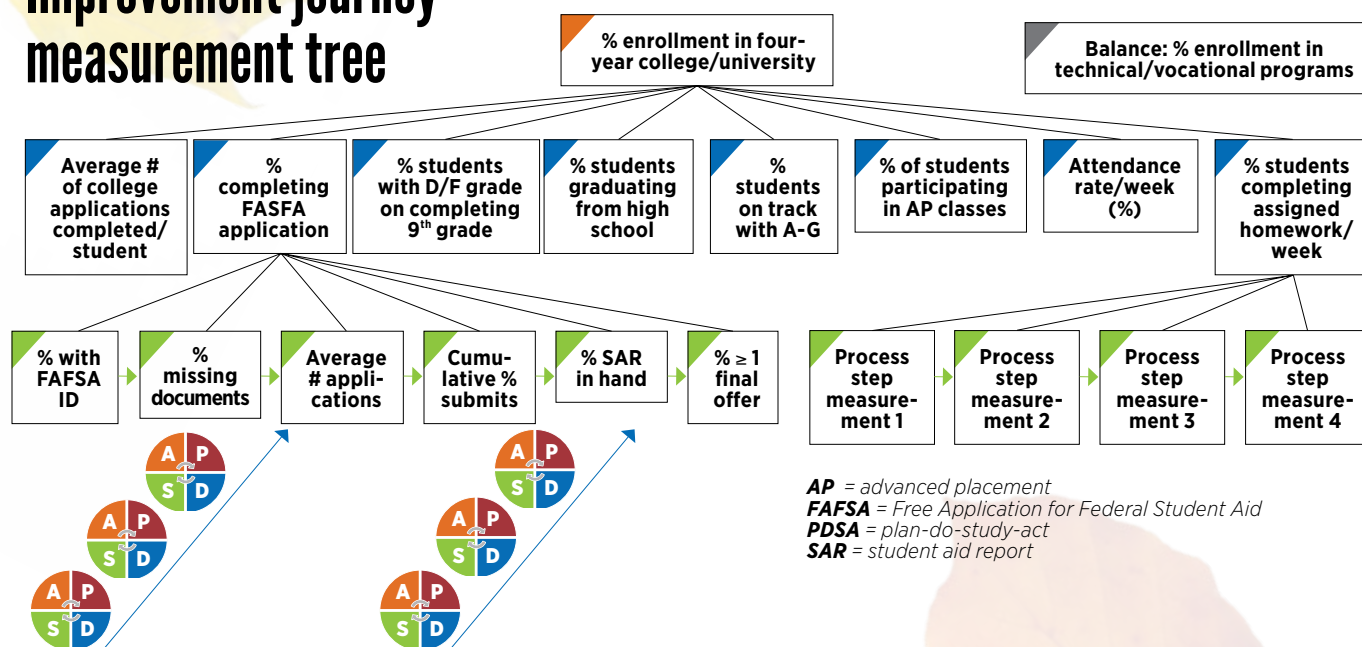 Improvement journey
measurement tree
% enrollment in four-
year college/university
Balance: % enrollment in
technical/vocational programs
Average #
of college
applications
completed/
student
%
completing
FASFA
application
% students
with D/F grade
on completing
9th grade
% students
graduating
from high
school
%
students
on track
with A-G
% of students
participating
in AP classes
Attendance
rate/week
(%)
% students
completing
assigned
homework/
week
% with
FAFSA
ID
%
missing
documents
Average
# appli-
cations
Cumu-
lative %
submits
% SAR
in hand
% ≥ 1
final
offer
Process
step
measure-
ment 1
Process
step
measure-
ment 2
Process
step
measure-
ment 3
Process
step
measure-
ment 4
A P
S D
A P
S D
A P
S D
A P
S D
A P
S D
A P
S D
AP = advanced placement
FAFSA = Free Application for Federal Student Aid
PDSA = plan-do-study-act
SAR = student aid report